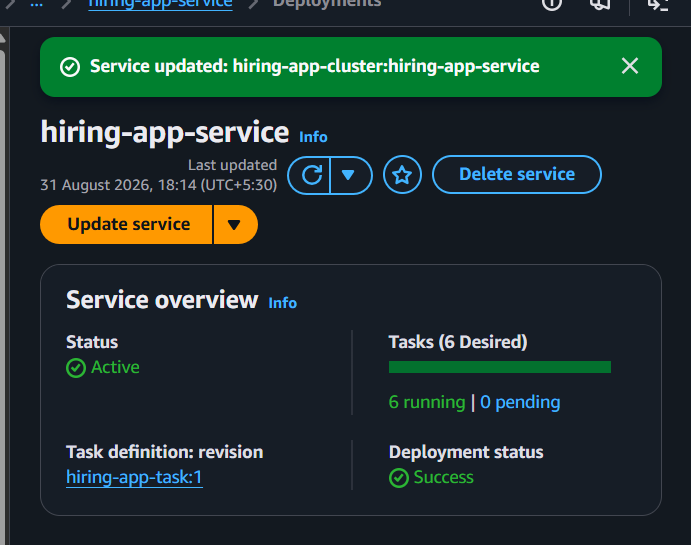 ... hiring-app-service Deployments
Service updated: hiring-app-cluster:hiring-app-service
hiring-app-service Info
Last updated
31 August 2026, 18:14 (UTC+5:30)
Delete service
Update service
Service overview Info
Status
Active
Tasks (6 Desired)
6 running | 0 pending
Task definition: revision
hiring-app-task:1
Deployment status
Success